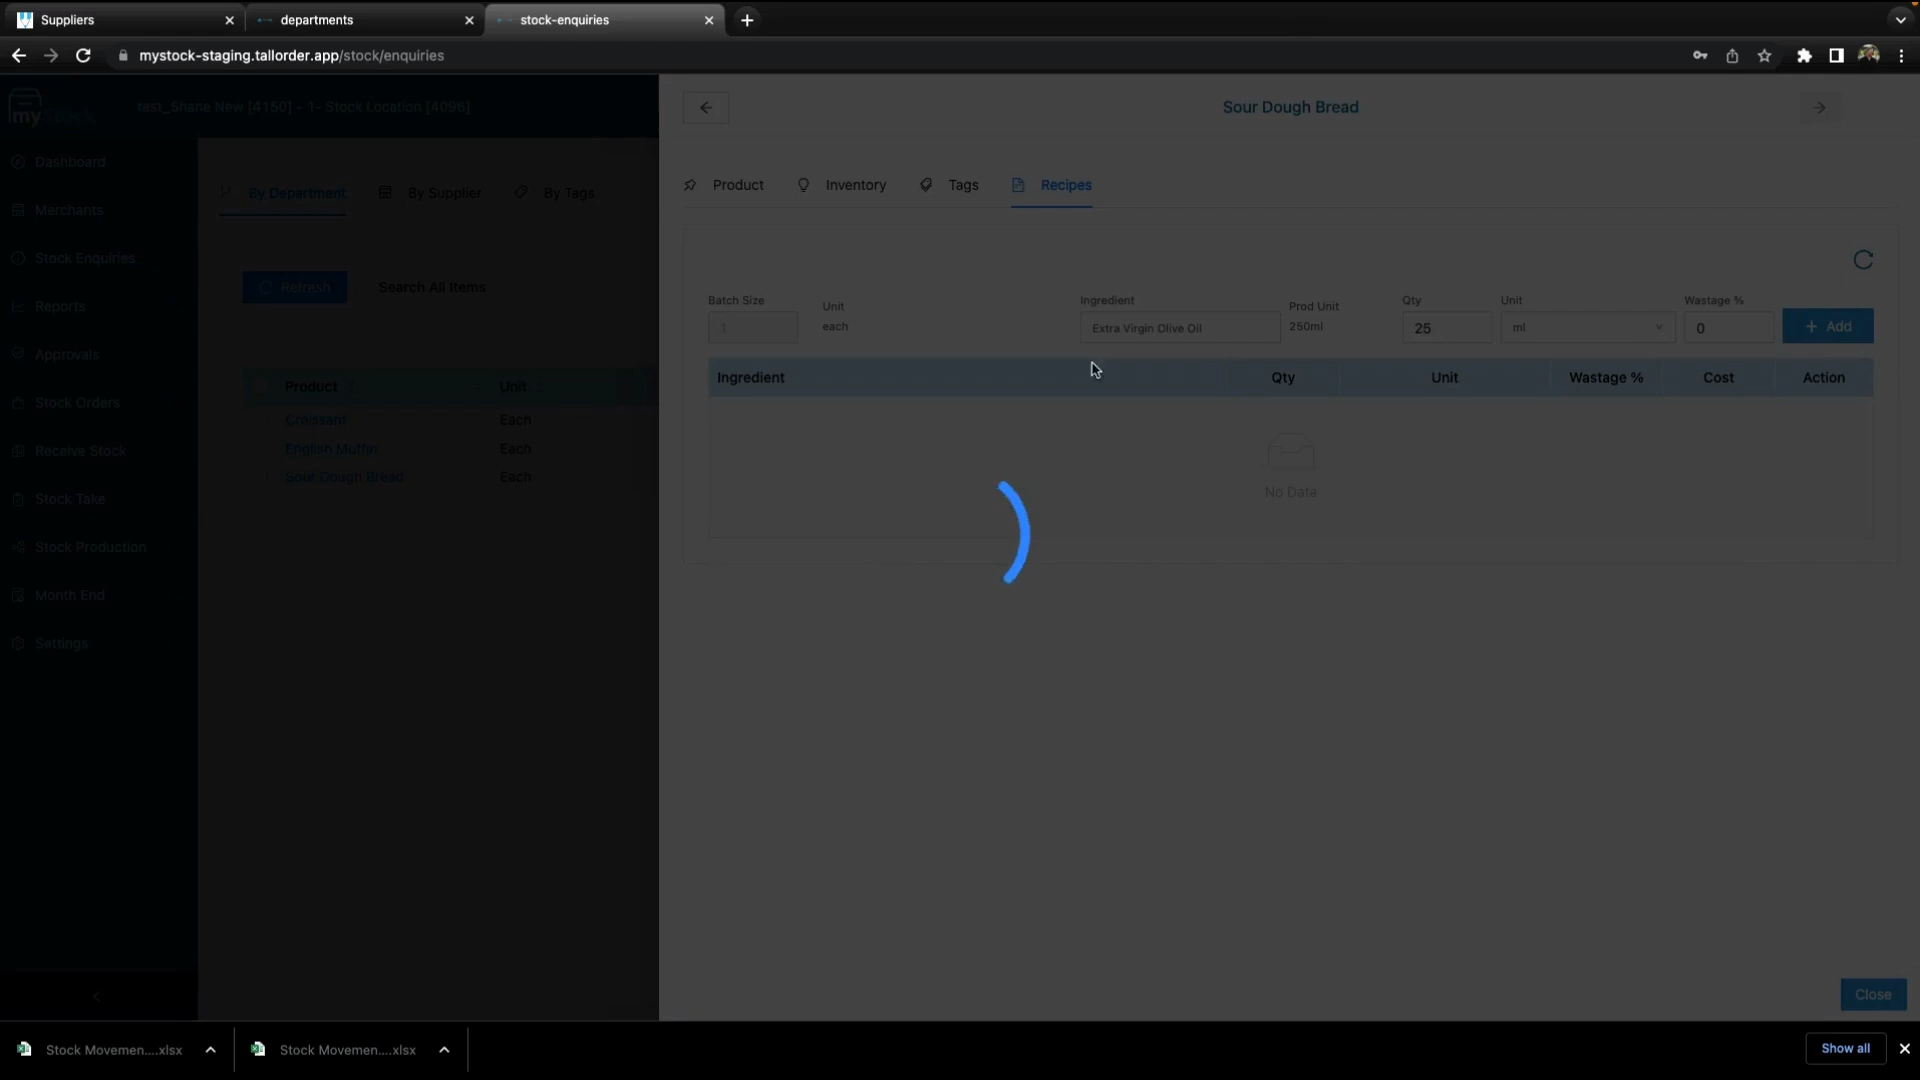 Suppliers
departments
stock-enquiries
mystock-staging.tallorder.app/stock/enquiries
my Stock
test_Shane New [4150] - 1- Stock Location [4096]
Sour Dough Bread
Dashboard
Merchants
Stock Enquiries
Reports
Approvals
Stock Orders
Receive Stock
Stock Take
Stock Production
Month End
Settings
By Department
By Supplier
By Tags
Refresh
Search All Items
Product
Unit
Croissant
Each
English Muffin
Each
Sour Dough Bread
Each
Product
Inventory
Tags
Recipes
Batch Size
1
Unit
each
Ingredient
Extra Virgin Olive Oil
Prod Unit
250ml
Qty
25
Unit
ml
Wastage %
0
+ Add
Ingredient
Qty
Unit
Wastage %
Cost
Action
No Data
Close
Stock Movemen....xlsx
Stock Movemen....xlsx
Show all